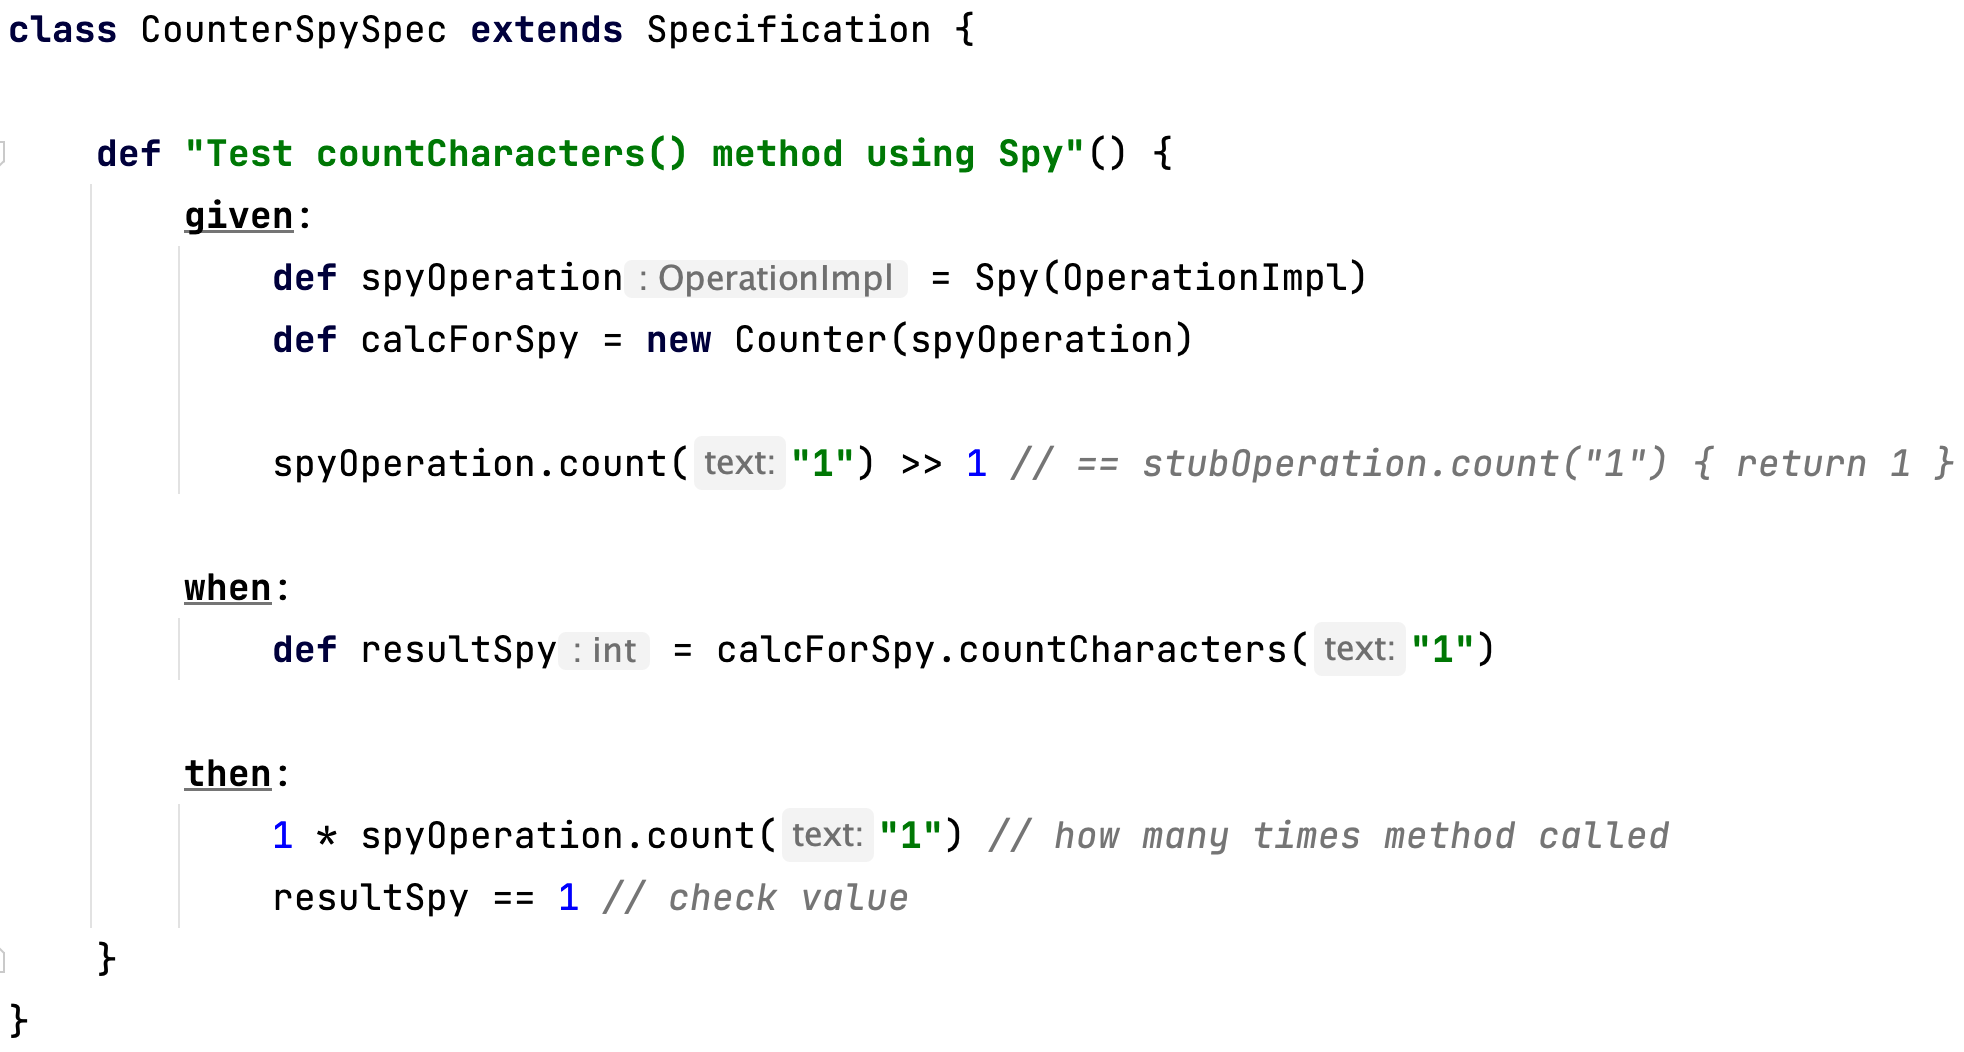 class CounterSpySpec extends Specification {
def "Test countCharacters() method using Spy"() {
given:
def spyOperation : OperationImpl = Spy(OperationImpl)
def calcForSpy = new Counter(spyOperation)
spyOperation.count( text: "1") >> 1 // == stubOperation.count("1") { return 1 }
when:
def resultSpy : int = calcForSpy.countCharacters( text: "1")
then:
1 * spyOperation.count( text: "1") // how many times method called
resultSpy == 1 // check value
}
}